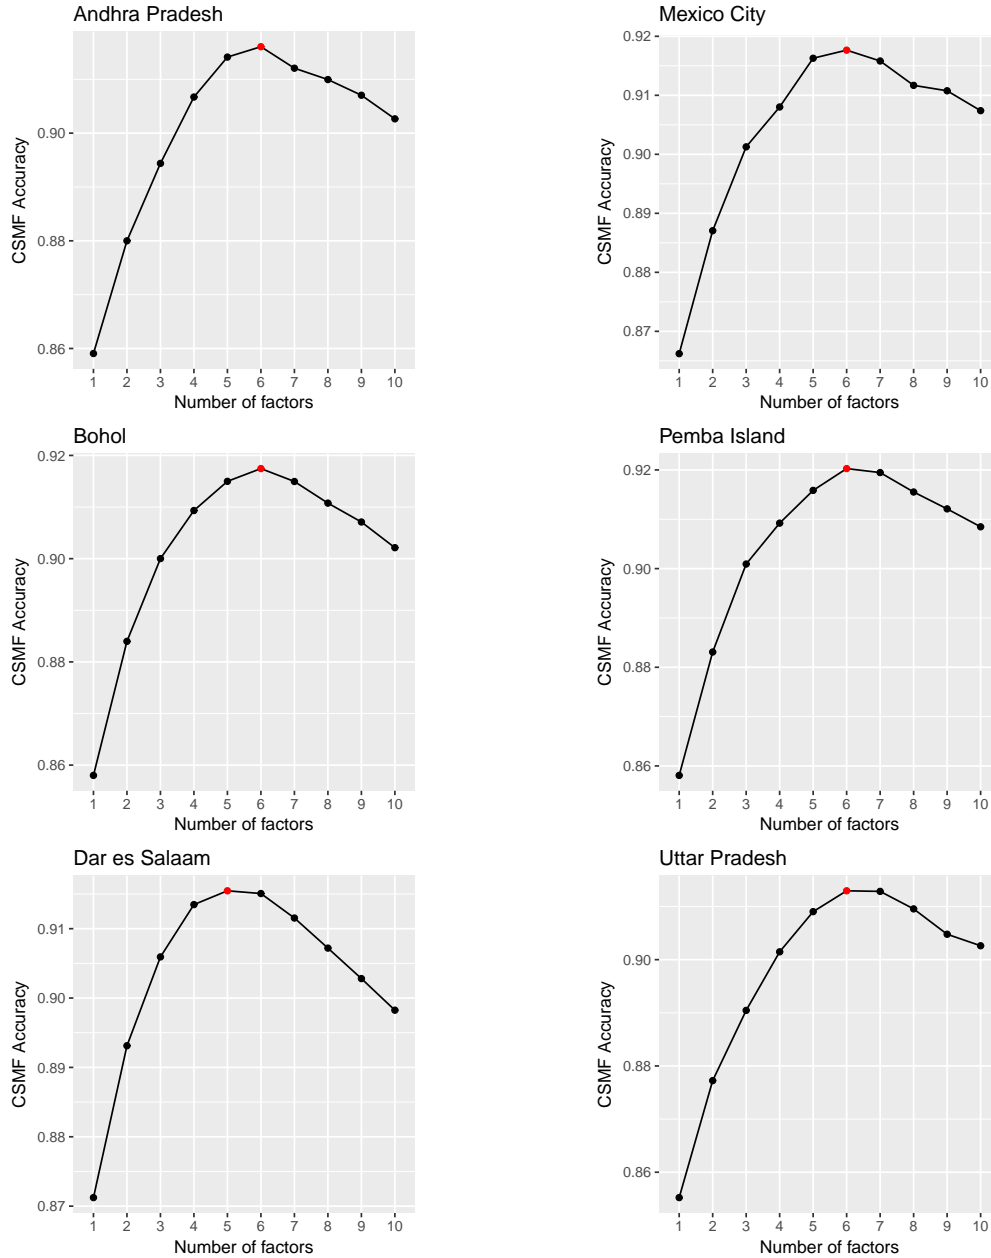 Andhra Pradesh
CSMF Accuracy
0.90
0.88
0.86
1 2 3 4 5 6 7 8 9 10
Number of factors
Mexico City
CSMF Accuracy
0.92
0.91
0.90
0.89
0.88
0.87
1 2 3 4 5 6 7 8 9 10
Number of factors
Bohol
CSMF Accuracy
0.92
0.90
0.88
0.86
1 2 3 4 5 6 7 8 9 10
Number of factors
Pemba Island
CSMF Accuracy
0.92
0.90
0.88
0.86
1 2 3 4 5 6 7 8 9 10
Number of factors
Dar es Salaam
CSMF Accuracy
0.91
0.90
0.89
0.88
0.87
1 2 3 4 5 6 7 8 9 10
Number of factors
Uttar Pradesh
CSMF Accuracy
0.90
0.88
0.86
1 2 3 4 5 6 7 8 9 10
Number of factors